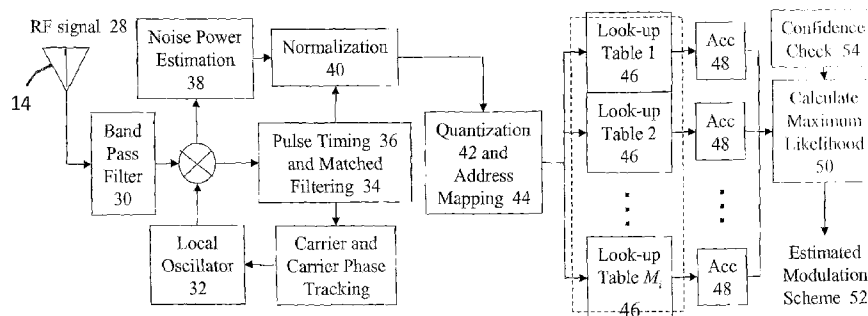 RF signal 28
14
Band
Pass
Filter
30
Noise Power
Estimation
38
Normalization
40
Pulse Timing 36
and Matched
Filtering 34
Local
Oscillator
32
Carrier and
Carrier Phase
Tracking
Quantization
42 and
Address
Mapping 44
Look-up
Table 1
46
Look-up
Table 2
46
Look-up
Table Mᵢ
46
Acc
48
Acc
48
Acc
48
Confidence
Check 54
Calculate
Maximum
Likelihood
50
Estimated
Modulation
Scheme 52